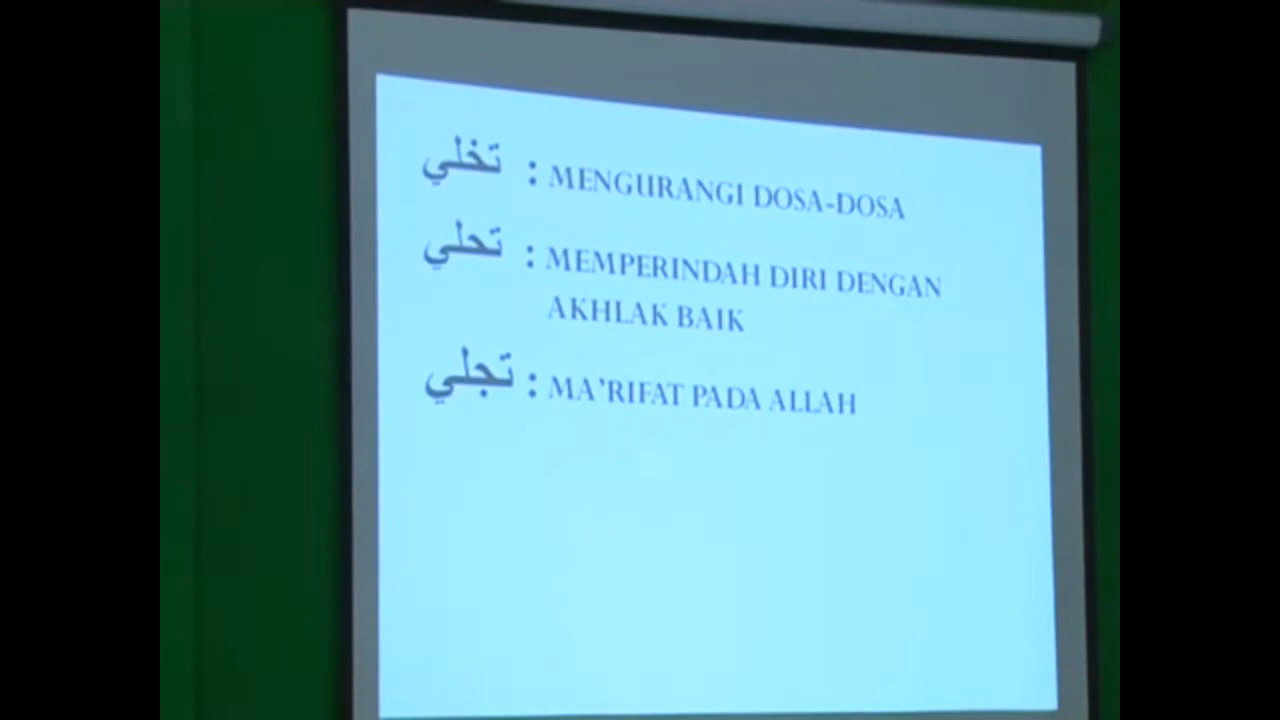 تخلي : MENGURANGI DOSA-DOSA
تحلي : MEMPERINDAH DIRI DENGAN
AKHLAK BAIK
تجلي : MA'RIFAT PADA ALLAH